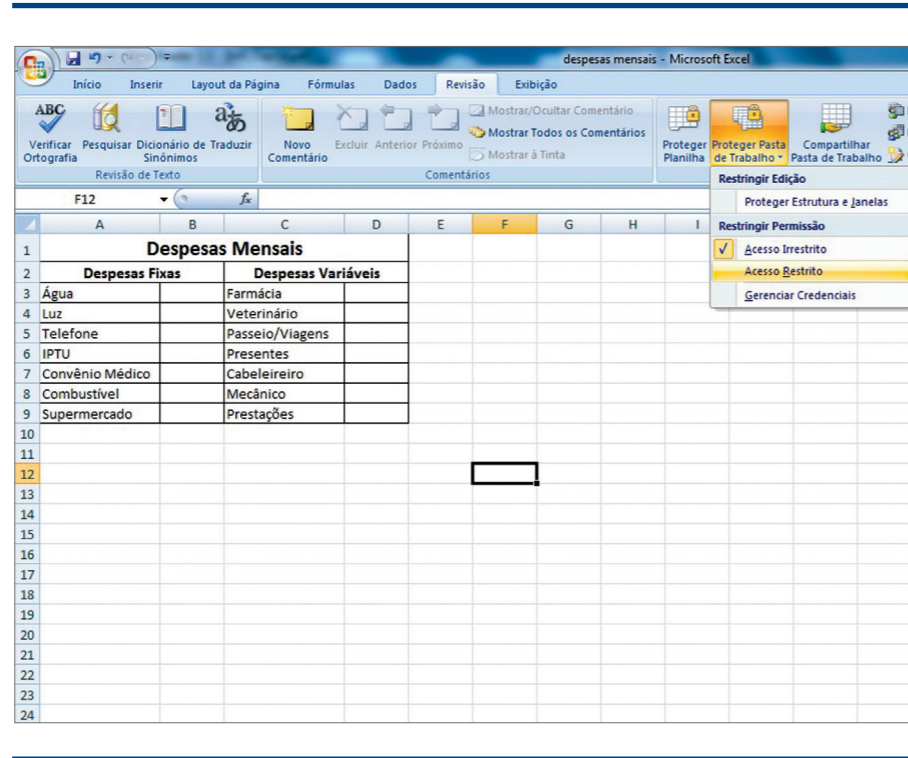 despesas mensais - Microsoft Excel
Início Inserir Layout da Página Fórmulas Dados Revisão Exibição
ABC
Verificar Ortografia
Pesquisar
Dicionário de Sinônimos
Traduzir
Revisão de Texto
Novo Comentário
Excluir Anterior Próximo
Mostrar/Ocultar Comentário
Mostrar Todos os Comentários
Mostrar à Tinta
Comentários
Proteger Planilha
Proteger Pasta de Trabalho
Compartilhar Pasta de Trabalho
Restringir Edição
Proteger Estrutura e Janelas
Restringir Permissão
Acesso Irrestrito
Acesso Restrito
Gerenciar Credenciais
F12 fx
A B C D E F G H I
1 Despesas Mensais
2 Despesas Fixas Despesas Variáveis
3 Água Farmácia
4 Luz Veterinário
5 Telefone Passeio/Viagens
6 IPTU Presentes
7 Convênio Médico Cabeleireiro
8 Combustível Mecânico
9 Supermercado Prestações
10
11
12
13
14
15
16
17
18
19
20
21
22
23
24